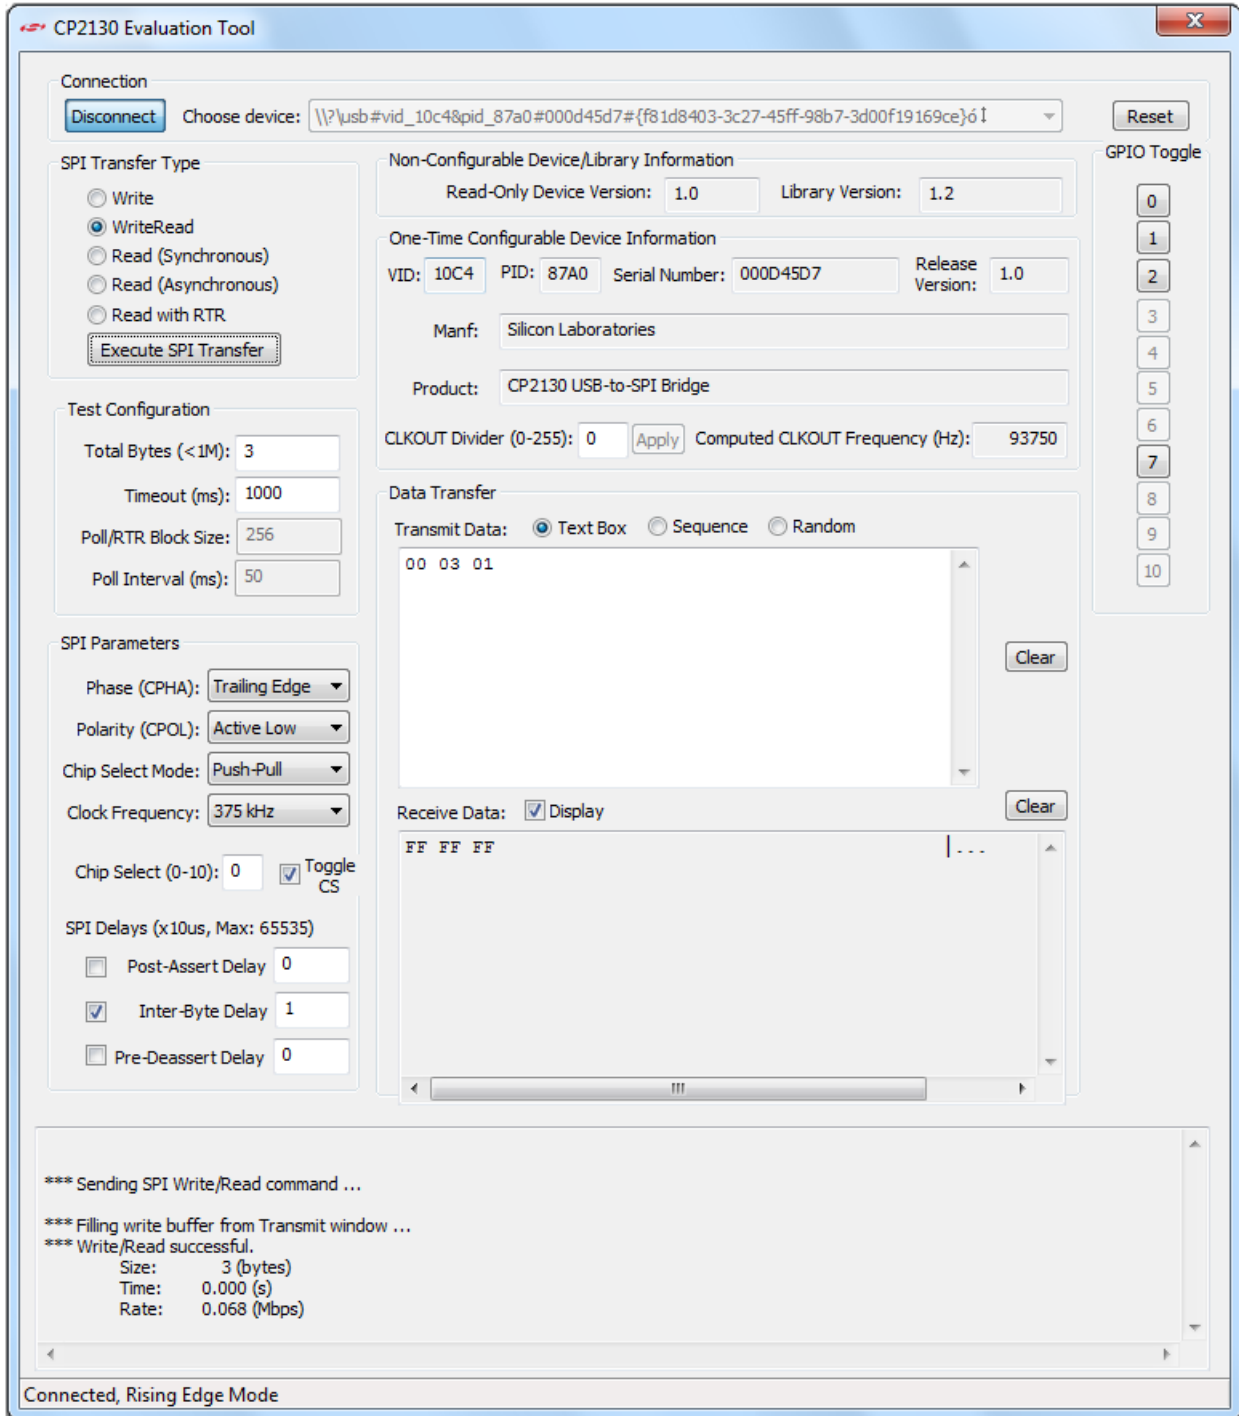 CP2130 Evaluation Tool
Connection
Disconnect Choose device: \\?\usb#vid_10c4&pid_87a0#000d45d7#{f81d8403-3c27-45ff-98b7-3d00f19169ce}ó↕ Reset
SPI Transfer Type
Write
WriteRead
Read (Synchronous)
Read (Asynchronous)
Read with RTR
Execute SPI Transfer
Non-Configurable Device/Library Information
Read-Only Device Version: 1.0 Library Version: 1.2
One-Time Configurable Device Information
VID: 10C4 PID: 87A0 Serial Number: 000D45D7 Release Version: 1.0
Manf: Silicon Laboratories
Product: CP2130 USB-to-SPI Bridge
CLKOUT Divider (0-255): 0 Apply Computed CLKOUT Frequency (Hz): 93750
GPIO Toggle
0
1
2
3
4
5
6
7
8
9
10
Test Configuration
Total Bytes (<1M): 3
Timeout (ms): 1000
Poll/RTR Block Size: 256
Poll Interval (ms): 50
Data Transfer
Transmit Data: Text Box Sequence Random
00 03 01
Clear
Receive Data: Display Clear
FF FF FF |...
SPI Parameters
Phase (CPHA): Trailing Edge
Polarity (CPOL): Active Low
Chip Select Mode: Push-Pull
Clock Frequency: 375 kHz
Chip Select (0-10): 0 Toggle CS
SPI Delays (x10us, Max: 65535)
Post-Assert Delay 0
Inter-Byte Delay 1
Pre-Deassert Delay 0
*** Sending SPI Write/Read command ...
*** Filling write buffer from Transmit window ...
*** Write/Read successful.
Size: 3 (bytes)
Time: 0.000 (s)
Rate: 0.068 (Mbps)
Connected, Rising Edge Mode